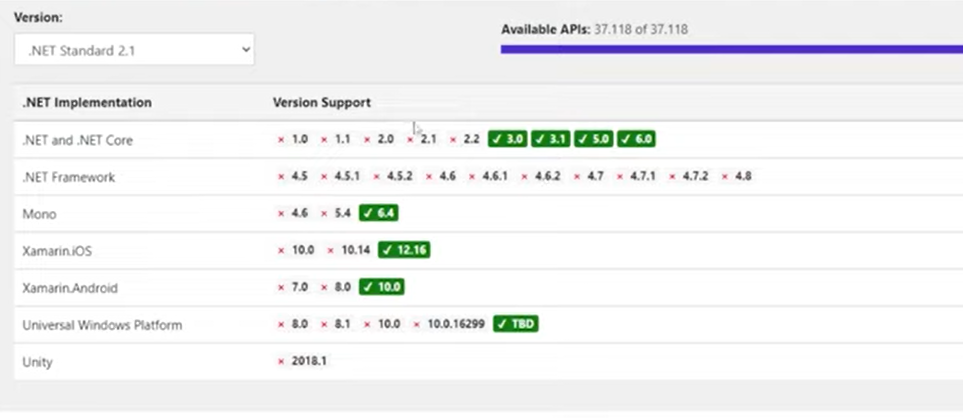 Version:
.NET Standard 2.1
Available APIs: 37.118 of 37.118
.NET Implementation Version Support
.NET and .NET Core × 1.0 × 1.1 × 2.0 × 2.1 × 2.2 ✓ 3.0 ✓ 3.1 ✓ 5.0 ✓ 6.0
.NET Framework × 4.5 × 4.5.1 × 4.5.2 × 4.6 × 4.6.1 × 4.6.2 × 4.7 × 4.7.1 × 4.7.2 × 4.8
Mono × 4.6 × 5.4 ✓ 6.4
Xamarin.iOS × 10.0 × 10.14 ✓ 12.16
Xamarin.Android × 7.0 × 8.0 ✓ 10.0
Universal Windows Platform × 8.0 × 8.1 × 10.0 × 10.0.16299 ✓ TBD
Unity × 2018.1